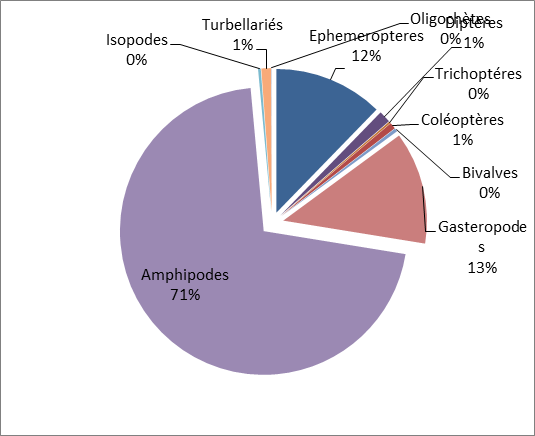 Oligochètes
0%
Diptères
1%
Ephemeropteres
12%
Turbellariés
1%
Isopodes
0%
Trichoptéres
0%
Coléoptères
1%
Bivalves
0%
Gasteropode
s
13%
Amphipodes
71%